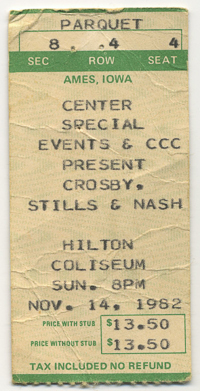 PARQUET
8 . 4 4
SEC ROW SEAT
AMES, IOWA
CENTER
SPECIAL
EVENTS & CCC
PRESENT
CROSBY,
STILLS & NASH
HILTON
COLISEUM
SUN. 8PM
NOV. 14, 1982
PRICE WITH STUB $13.50
PRICE WITHOUT STUB $13.50
TAX INCLUDED NO REFUND